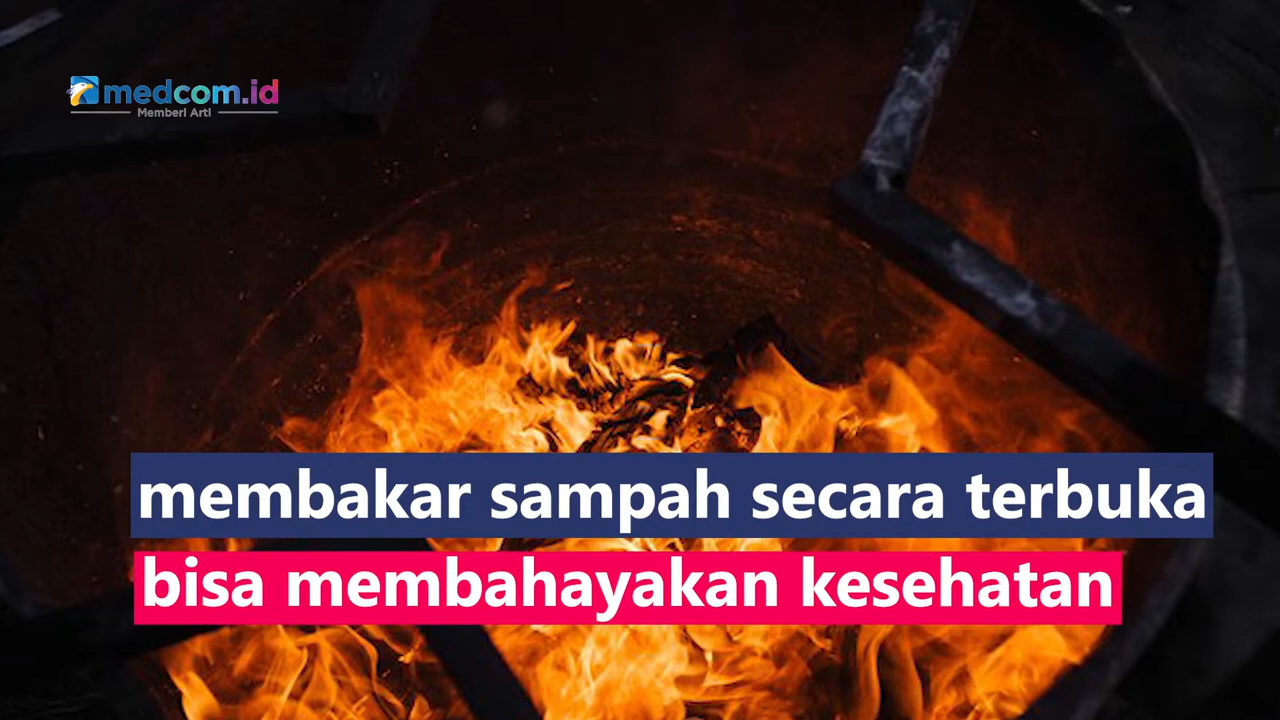 medcom.id
Memberi Arti
membakar sampah secara terbuka
bisa membahayakan kesehatan